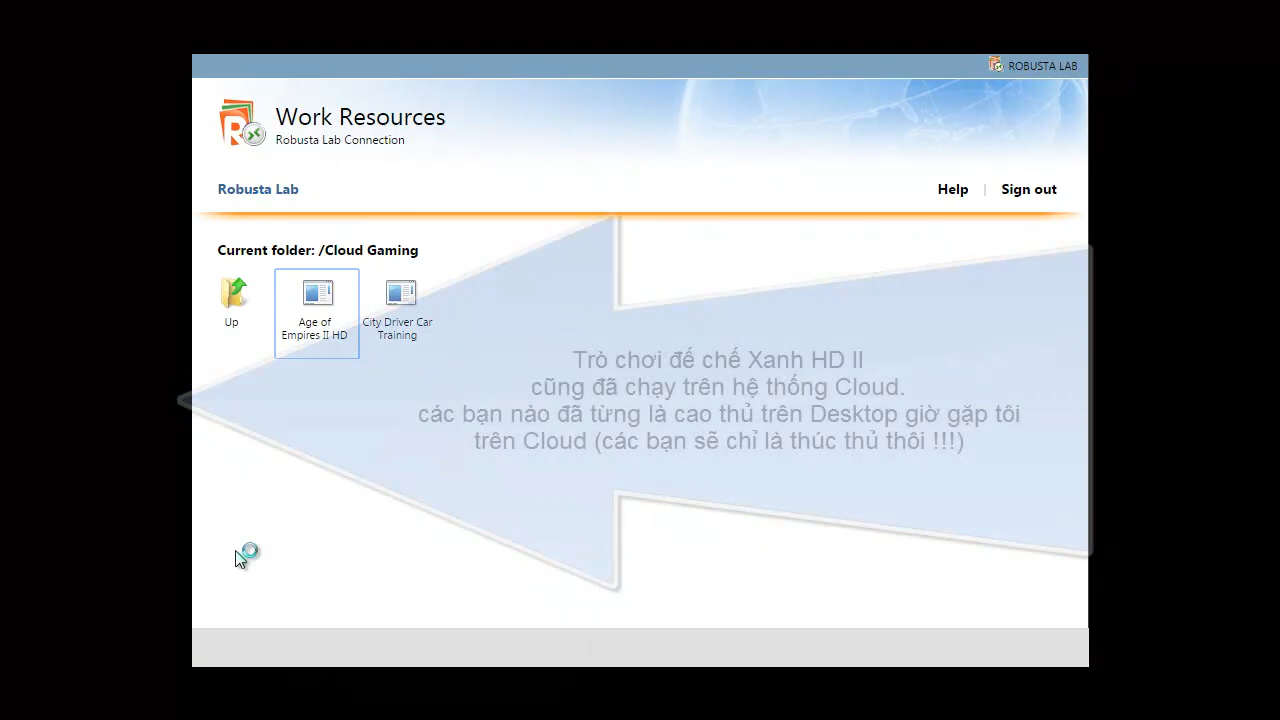 ROBUSTA LAB
Work Resources
Robusta Lab Connection
Robusta Lab
Help | Sign out
Current folder: /Cloud Gaming
Up
Age of
Empires II HD
City Driver Car
Training
Trò chơi đế chế Xanh HD II
cũng đã chạy trên hệ thống Cloud.
các bạn nào đã từng là cao thủ trên Desktop giờ gặp tôi
trên Cloud (các bạn sẽ chỉ là thúc thủ thôi !!!)